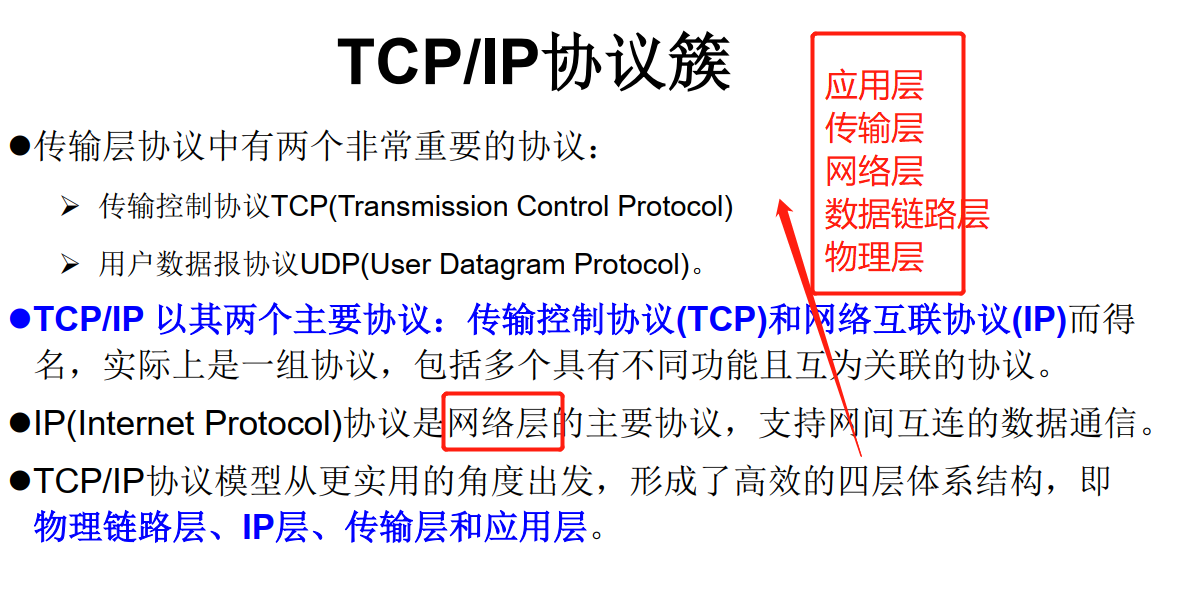 TCP/IP协议簇
应用层
传输层
网络层
数据链路层
物理层
●传输层协议中有两个非常重要的协议：
➢ 传输控制协议TCP(Transmission Control Protocol)
➢ 用户数据报协议UDP(User Datagram Protocol)。
●TCP/IP 以其两个主要协议：传输控制协议(TCP)和网络互联协议(IP)而得
名，实际上是一组协议，包括多个具有不同功能且互为关联的协议。
●IP(Internet Protocol)协议是网络层的主要协议，支持网间互连的数据通信。
●TCP/IP协议模型从更实用的角度出发，形成了高效的四层体系结构，即
物理链路层、IP层、传输层和应用层。